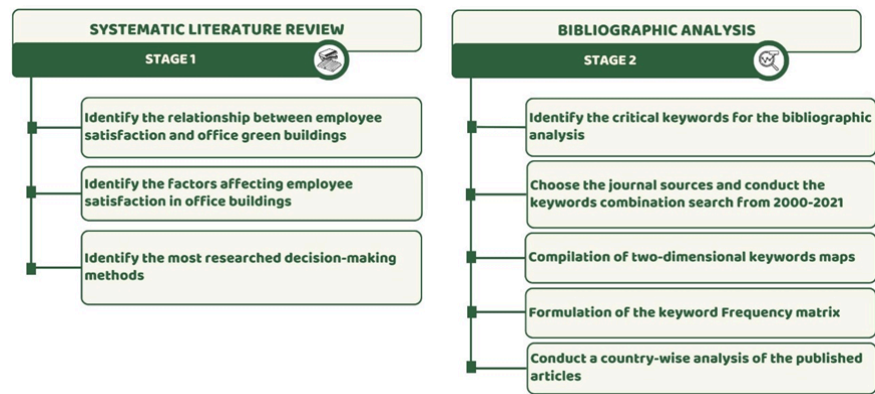 SYSTEMATIC LITERATURE REVIEW
STAGE 1
Identify the relationship between employee
satisfaction and office green buildings
Identify the factors affecting employee
satisfaction in office buildings
Identify the most researched decision-making
methods
BIBLIOGRAPHIC ANALYSIS
STAGE 2
Identify the critical keywords for the bibliographic
analysis
Choose the journal sources and conduct the
keywords combination search from 2000-2021
Compilation of two-dimensional keywords maps
Formulation of the keyword Frequency matrix
Conduct a country-wise analysis of the published
articles